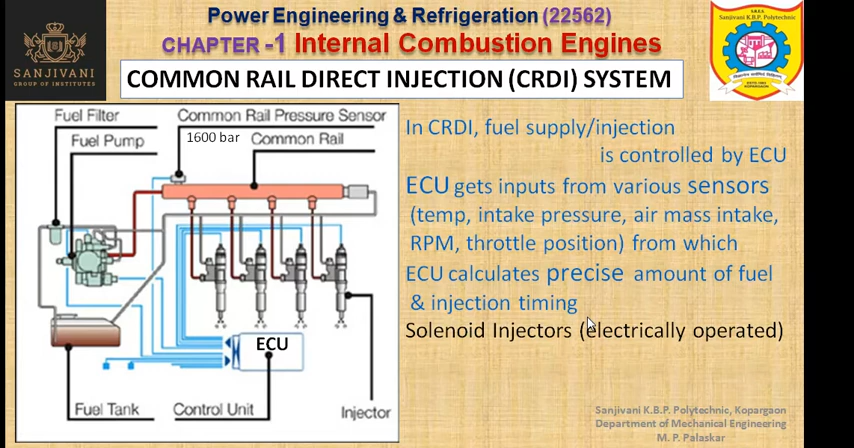 Power Engineering & Refrigeration (22562)
CHAPTER -1 Internal Combustion Engines
COMMON RAIL DIRECT INJECTION (CRDI) SYSTEM
SANJIVANI
GROUP OF INSTITUTES
Sanjivani K.B.P. Polytechnic
Fuel Filter
Common Rail Pressure Sensor
Fuel Pump
1600 bar
Common Rail
ECU
Fuel Tank
Control Unit
Injector
In CRDI, fuel supply/injection
is controlled by ECU
ECU gets inputs from various sensors
(temp, intake pressure, air mass intake,
RPM, throttle position) from which
ECU calculates precise amount of fuel
& injection timing
Solenoid Injectors (electrically operated)
Sanjivani K.B.P. Polytechnic, Kopargaon
Department of Mechanical Engineering
M. P. Palaskar